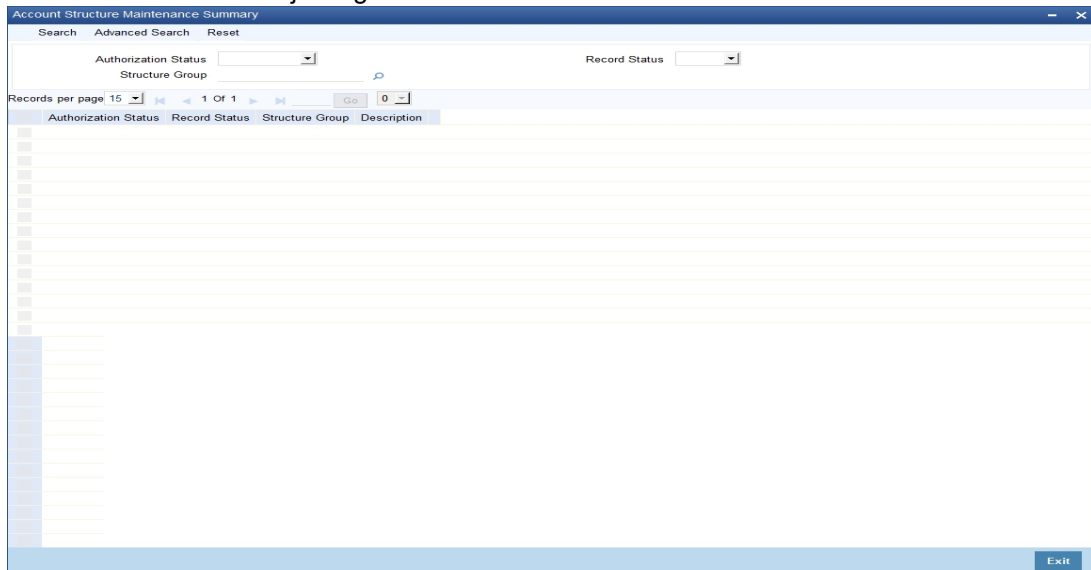 Account Structure Maintenance Summary
Search Advanced Search Reset
Authorization Status Record Status
Structure Group
Records per page 15 1 Of 1 Go 0
Authorization Status Record Status Structure Group Description
Exit